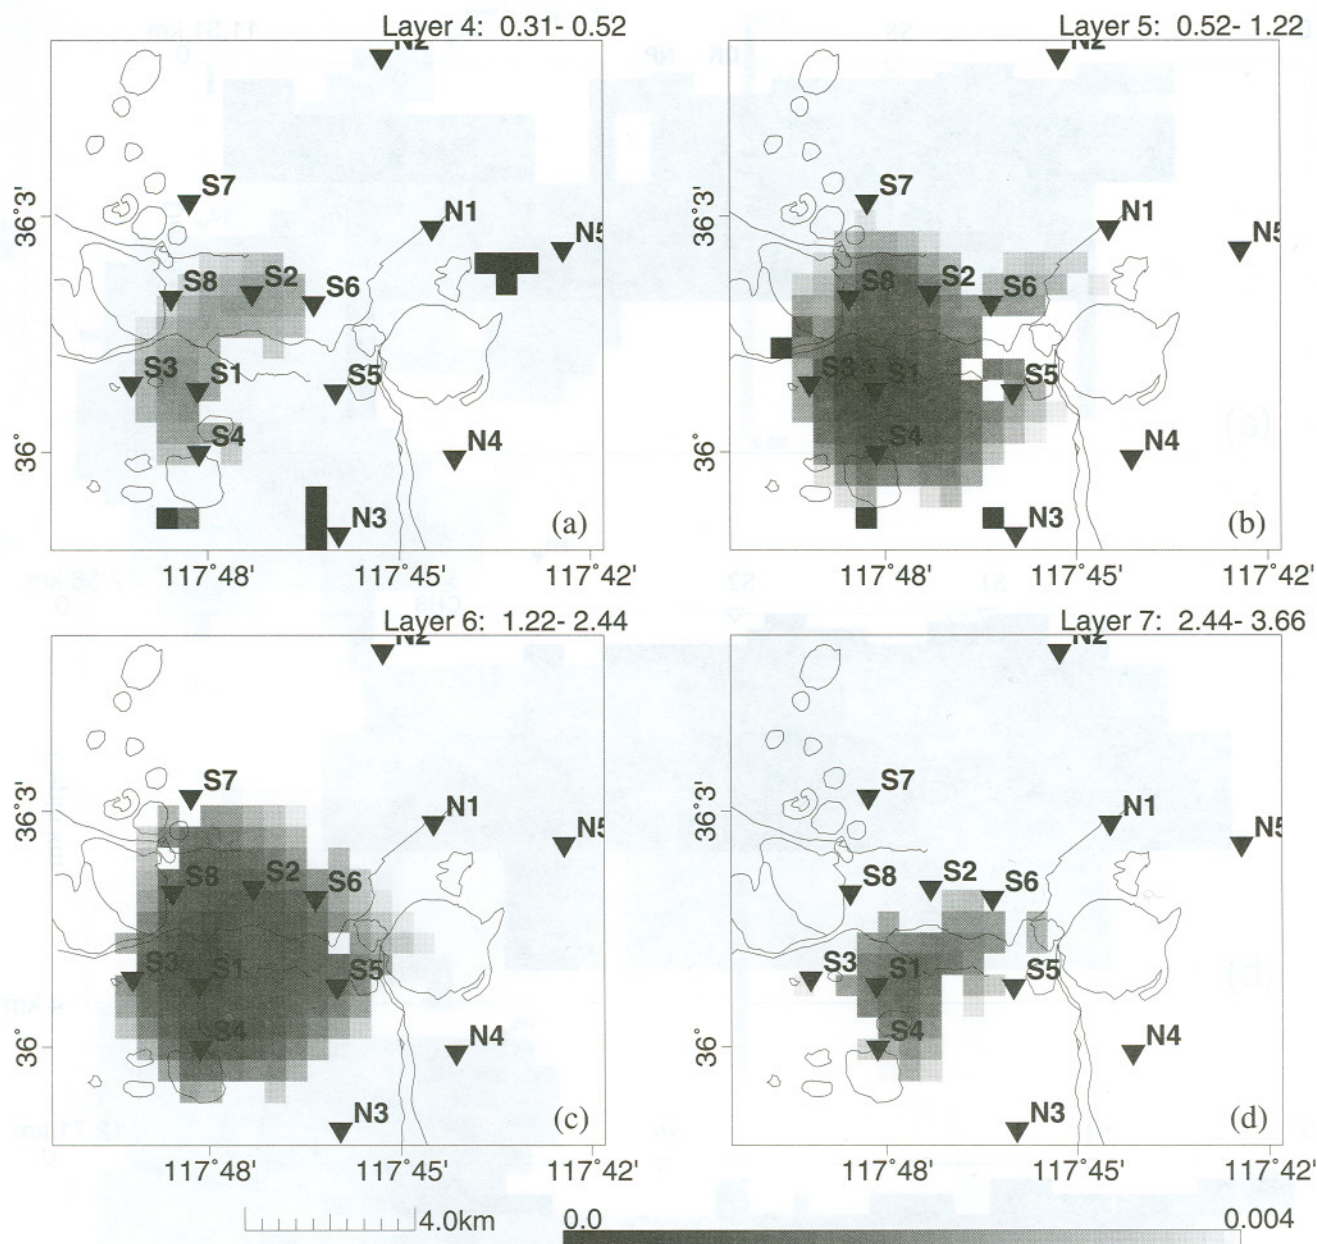 Layer 4: 0.31- 0.52
N2
S7
N1
N5
S8
S2
S6
S3
S1
S5
S4
N4
N3
(a)
36°3'
36°
117°48'
117°45'
117°42'
Layer 5: 0.52- 1.22
N2
S7
N1
N5
S8
S2
S6
S3
S1
S5
S4
N4
N3
(b)
36°3'
36°
117°48'
117°45'
117°42'
Layer 6: 1.22- 2.44
N2
S7
N1
N5
S8
S2
S6
S3
S1
S5
S4
N4
N3
(c)
36°3'
36°
117°48'
117°45'
117°42'
Layer 7: 2.44- 3.66
N2
S7
N1
N5
S8
S2
S6
S3
S1
S5
S4
N4
N3
(d)
36°3'
36°
117°48'
117°45'
117°42'
4.0km
0.0
0.004